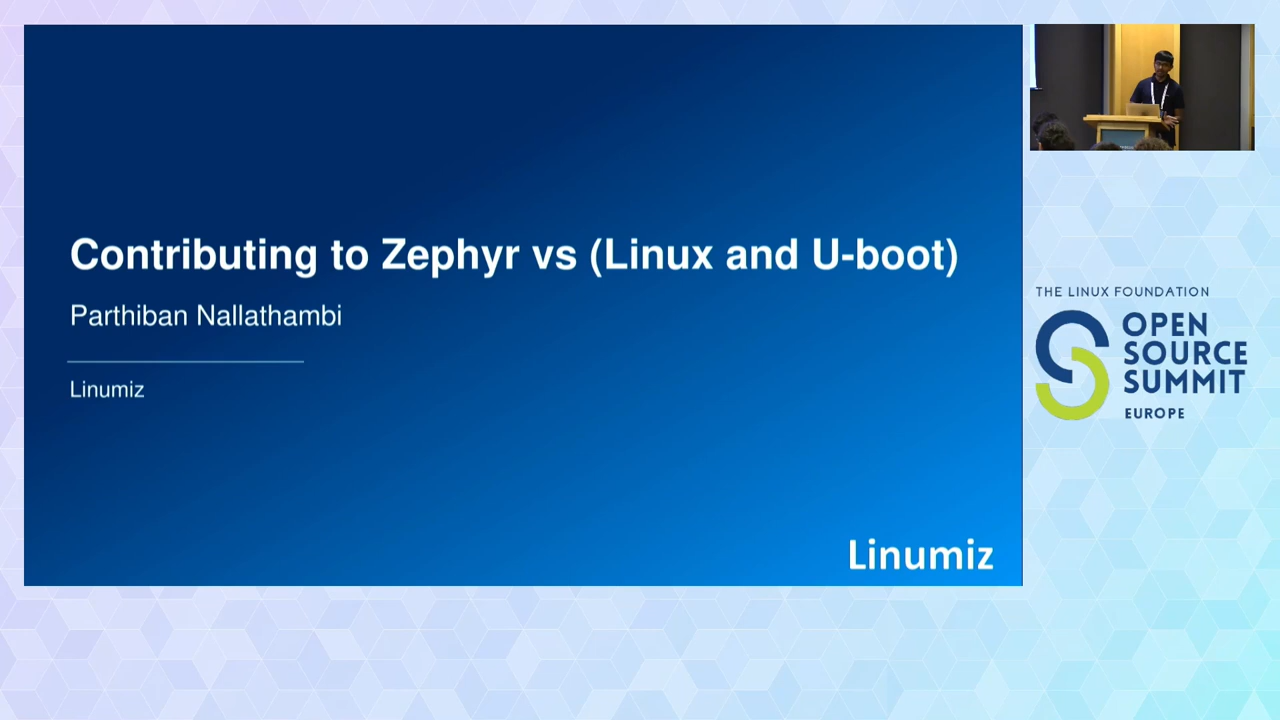 Contributing to Zephyr vs (Linux and U-boot)
Parthiban Nallathambi
Linumiz
Linumiz
THE LINUX FOUNDATION
OPEN
SOURCE
SUMMIT
EUROPE